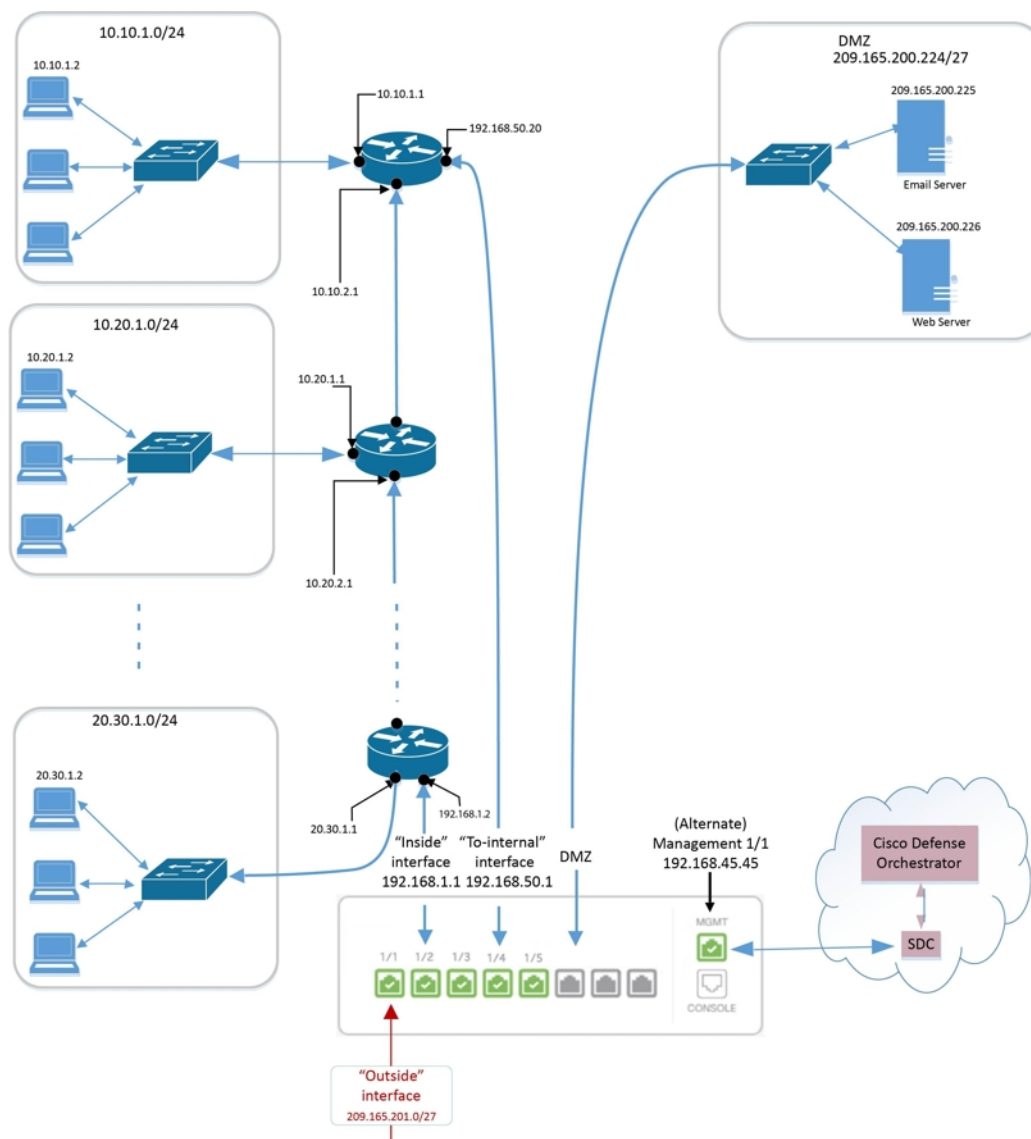 10.10.1.0/24
10.10.1.2
10.10.1.1
192.168.50.20
10.10.2.1
DMZ
209.165.200.224/27
209.165.200.225
Email Server
209.165.200.226
Web Server
10.20.1.0/24
10.20.1.2
10.20.1.1
10.20.2.1
20.30.1.0/24
20.30.1.2
20.30.1.1
192.168.1.2
“Inside”
interface
192.168.1.1
“To-internal”
interface
192.168.50.1
DMZ
(Alternate)
Management 1/1
192.168.45.45
Cisco Defense
Orchestrator
SDC
MGMT
CONSOLE
1/1
1/2
1/3
1/4
1/5
“Outside”
interface
209.165.201.0/27